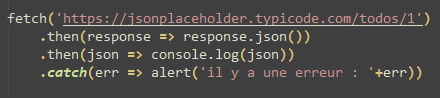 fetch('https://jsonplaceholder.typicode.com/todos/1')
.then(response => response.json())
.then(json => console.log(json))
.catch(err => alert('il y a une erreur : '+err))